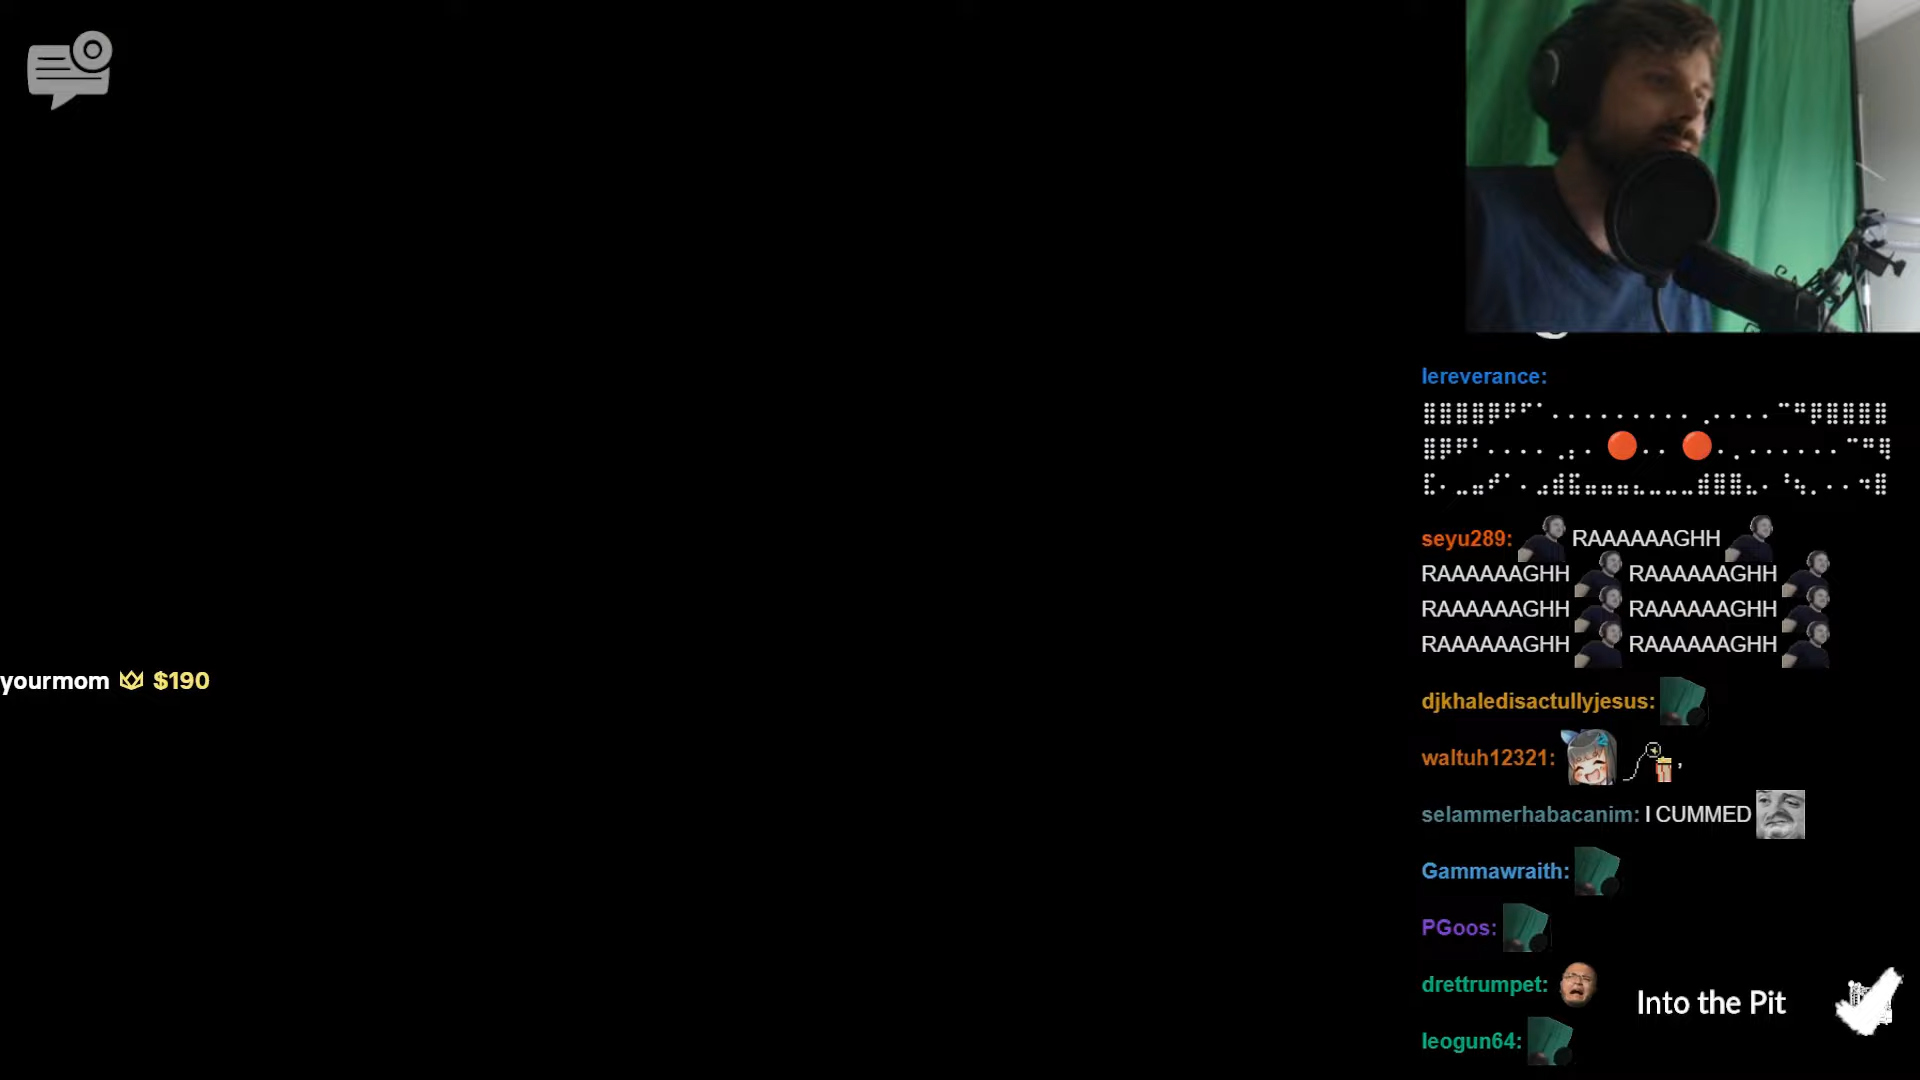 lereverance:
seyu289: RAAAAAAGHH
RAAAAAAGHH RAAAAAAGHH
RAAAAAAGHH RAAAAAAGHH
RAAAAAAGHH RAAAAAAGHH
yourmom $190
djkhaledisactullyjesus:
waltuh12321: ,
selammerhabacanim: I CUMMED
Gammawraith:
PGoos:
drettrumpet:
Into the Pit
leogun64: